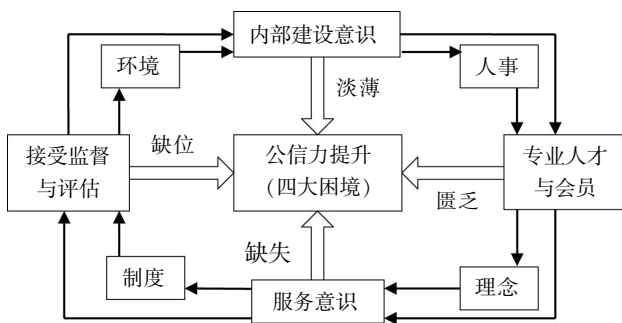 内部建设意识
环境
人事
淡薄
接受监督
与评估
缺位
公信力提升
(四大困境)
专业人才
与会员
匮乏
缺失
制度
理念
服务意识